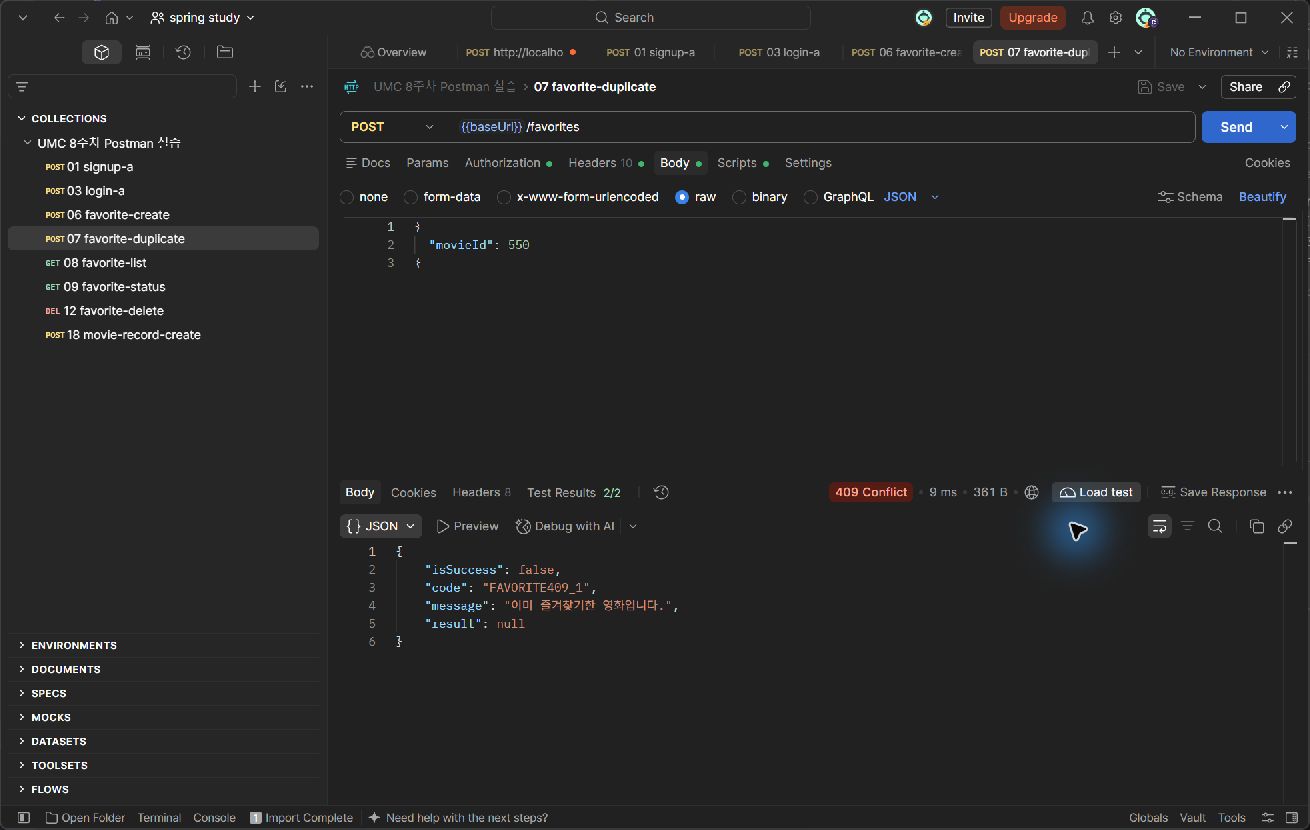 spring study
Search
Invite
Upgrade
Overview
POST http://localho
POST 01 signup-a
POST 03 login-a
POST 06 favorite-crea
POST 07 favorite-dupl
No Environment
UMC 8주차 Postman 실습 > 07 favorite-duplicate
Save
Share
COLLECTIONS
UMC 8주차 Postman 실습
POST 01 signup-a
POST 03 login-a
POST 06 favorite-create
POST 07 favorite-duplicate
GET 08 favorite-list
GET 09 favorite-status
DEL 12 favorite-delete
POST 18 movie-record-create
POST
{{baseUrl}} /favorites
Send
Docs Params Authorization Headers 10 Body Scripts Settings
Cookies
none form-data x-www-form-urlencoded raw binary GraphQL JSON
Schema
Beautify
1 }
2 "movieId": 550
3 {
Body Cookies Headers 8 Test Results 2/2
409 Conflict • 9 ms • 361 B
Load test
Save Response
{} JSON
Preview
Debug with AI
1 {
2 "isSuccess": false,
3 "code": "FAVORITE409_1",
4 "message": "이미 즐겨찾기한 영화입니다.",
5 "result": null
6 }
ENVIRONMENTS
DOCUMENTS
SPECS
MOCKS
DATASETS
TOOLSETS
FLOWS
Open Folder
Terminal
Console
1 Import Complete
Need help with the next steps?
Globals
Vault
Tools